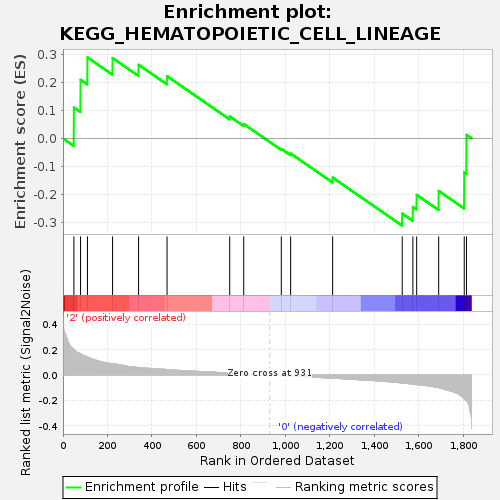 Enrichment plot:
KEGG_HEMATOPOIETIC_CELL_LINEAGE
Enrichment score (ES)
0.3
0.2
0.1
0.0
-0.1
-0.2
-0.3
'2' (positively correlated)
Ranked list metric (Signal2Noise)
0.4
0.2
0.0
-0.2
-0.4
Zero cross at 931
'0' (negatively correlated)
0 200 400 600 800 1,000 1,200 1,400 1,600 1,800
Rank in Ordered Dataset
Enrichment profile Hits Ranking metric scores